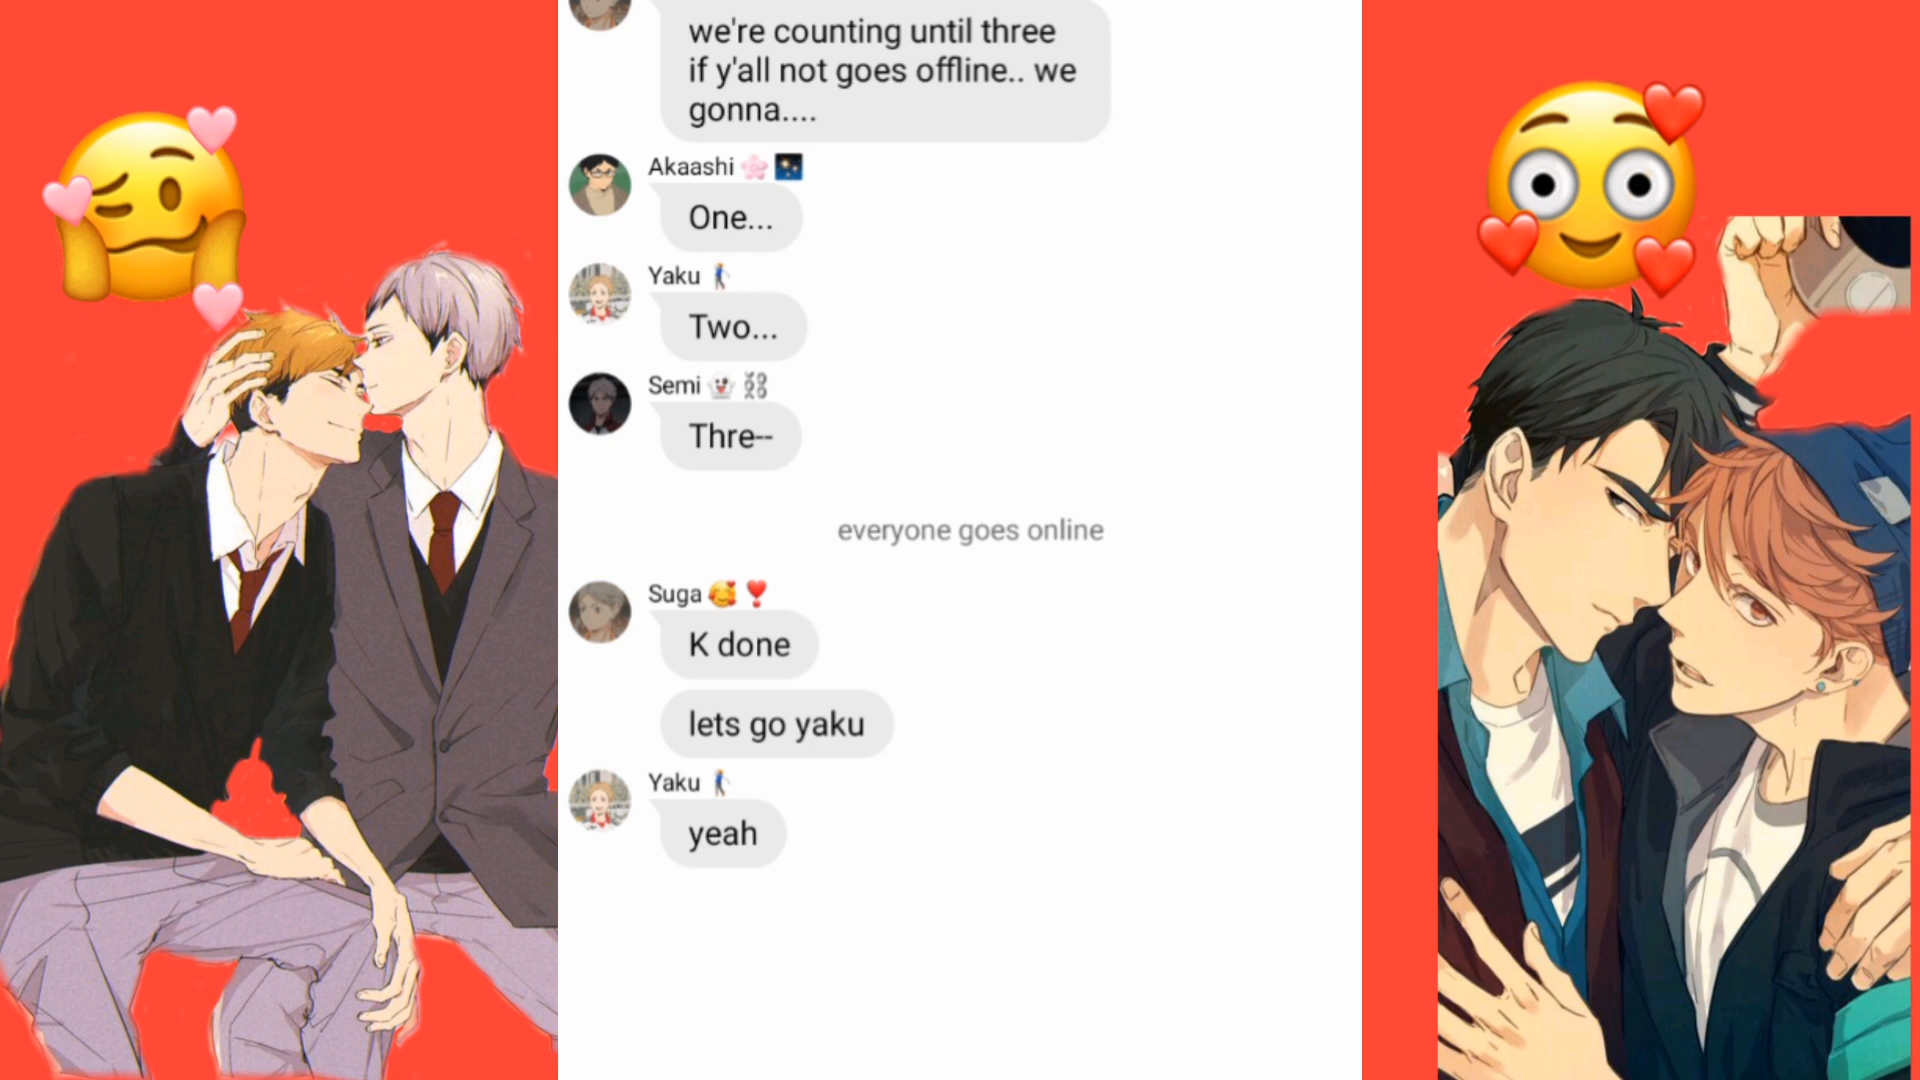 we're counting until three
if y'all not goes offline.. we
gonna....
Akaashi 🌸🌃
One...
Yaku
Two...
Semi 👻⛓
Thre--
everyone goes online
Suga 🥰❣️
K done
lets go yaku
Yaku
yeah